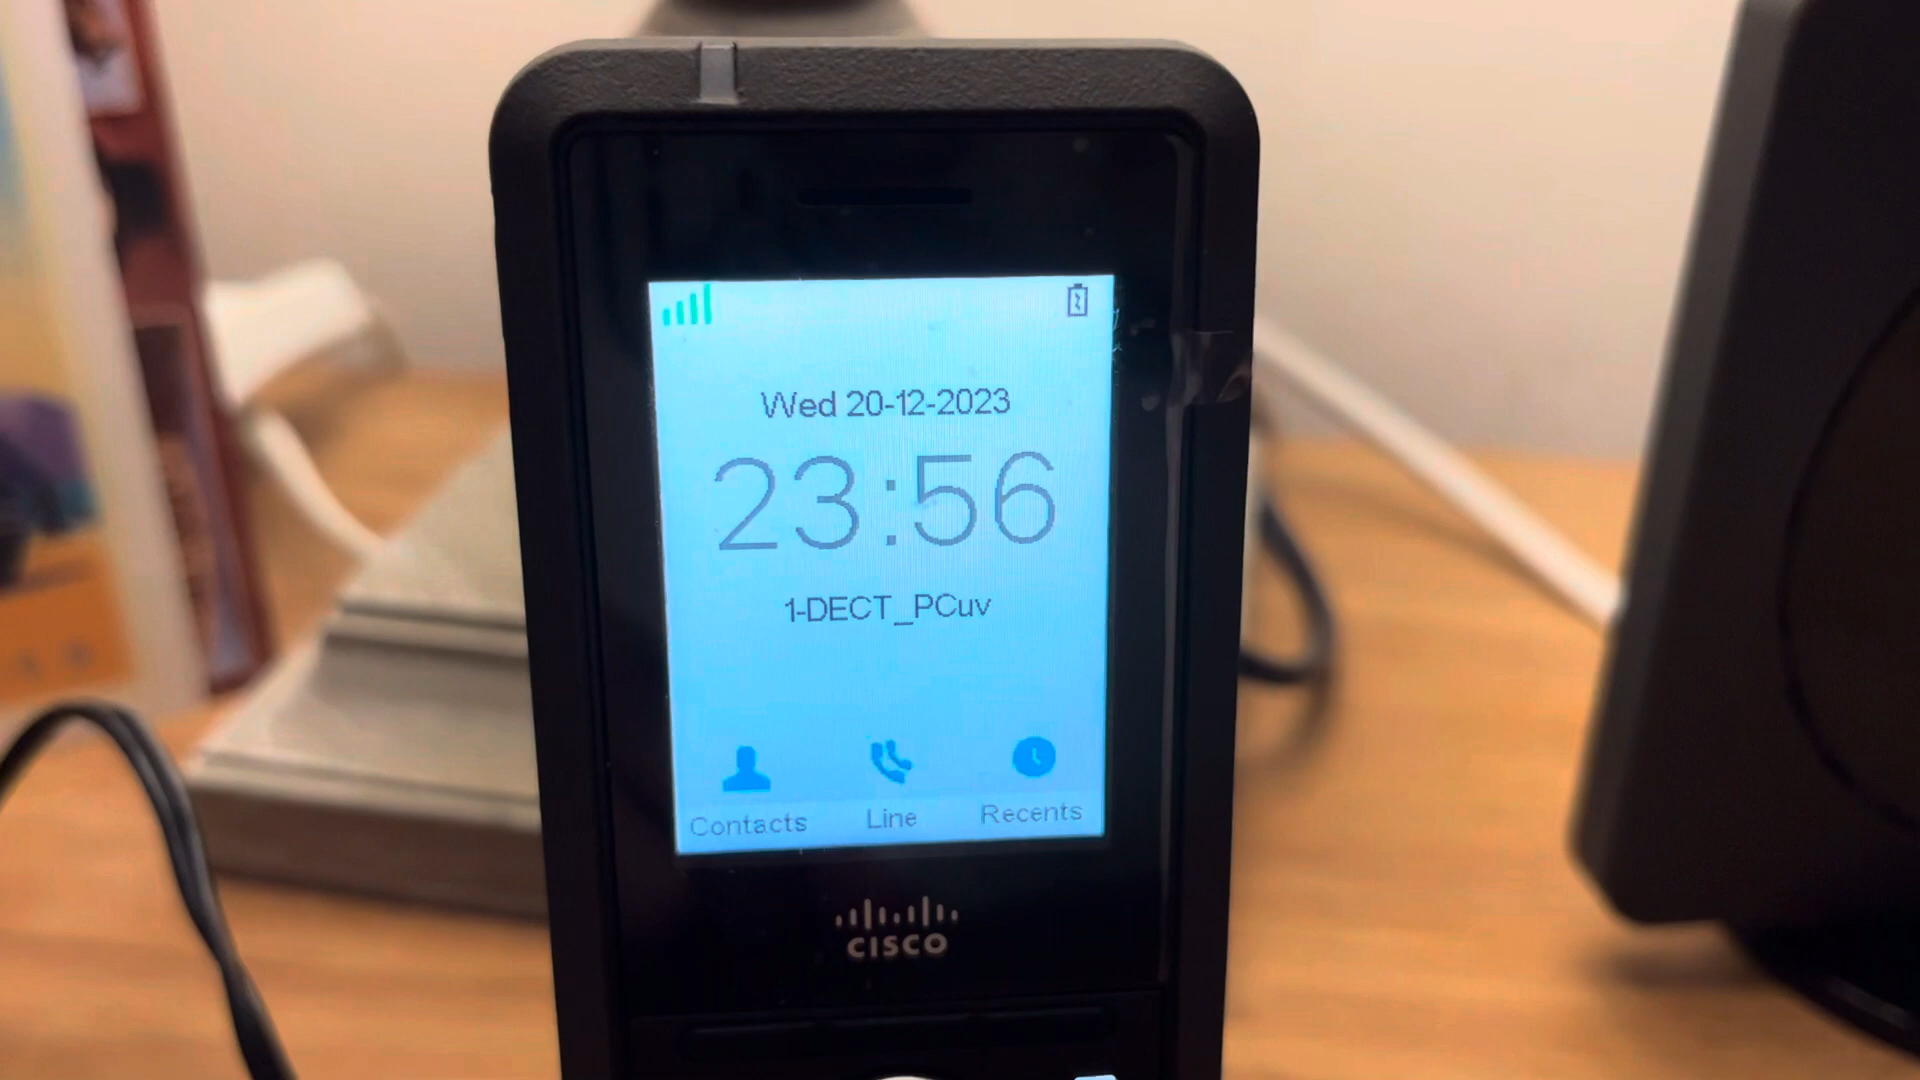 Wed 20-12-2023
23:56
1-DECT_PCuv
Contacts Line Recents
CISCO